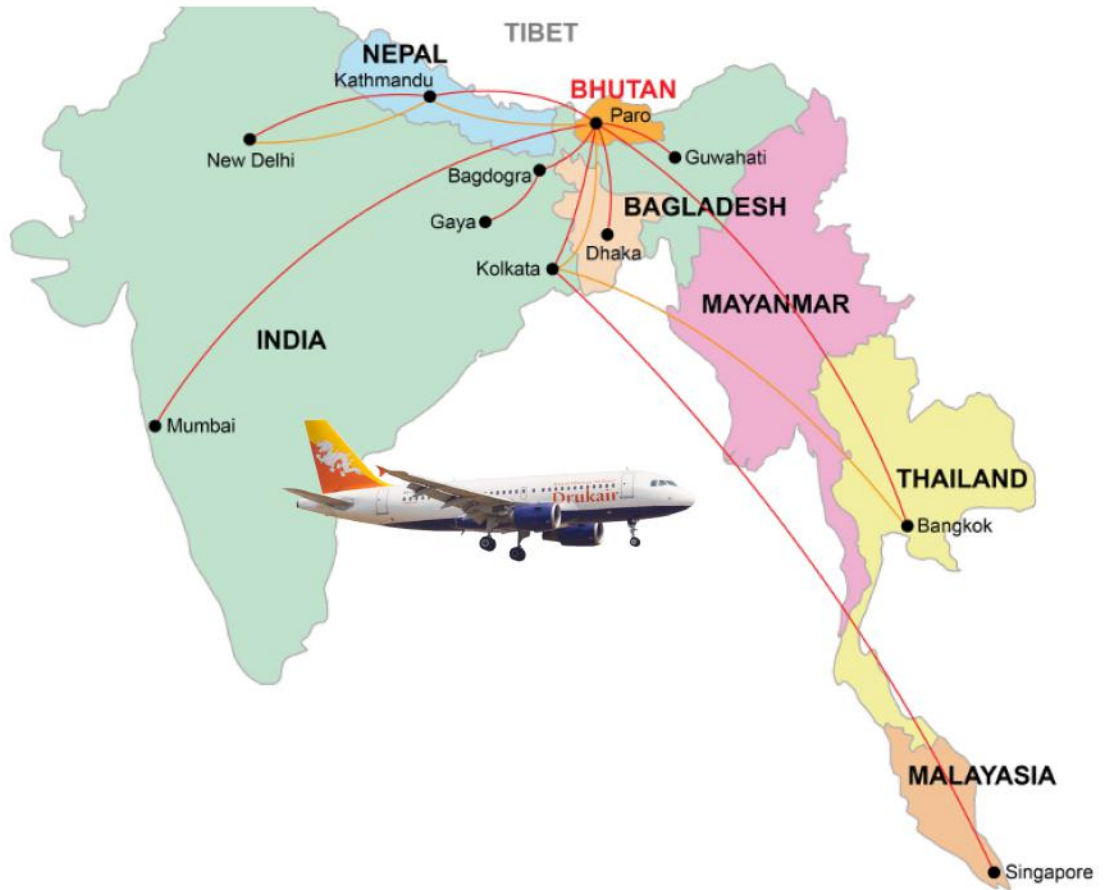 TIBET
NEPAL
Kathmandu
BHUTAN
Paro
New Delhi
Guwahati
Bagdogra
BAGLADESH
Gaya
Dhaka
Kolkata
MAYANMAR
INDIA
Mumbai
THAILAND
Drukair
Bangkok
MALAYASIA
Singapore